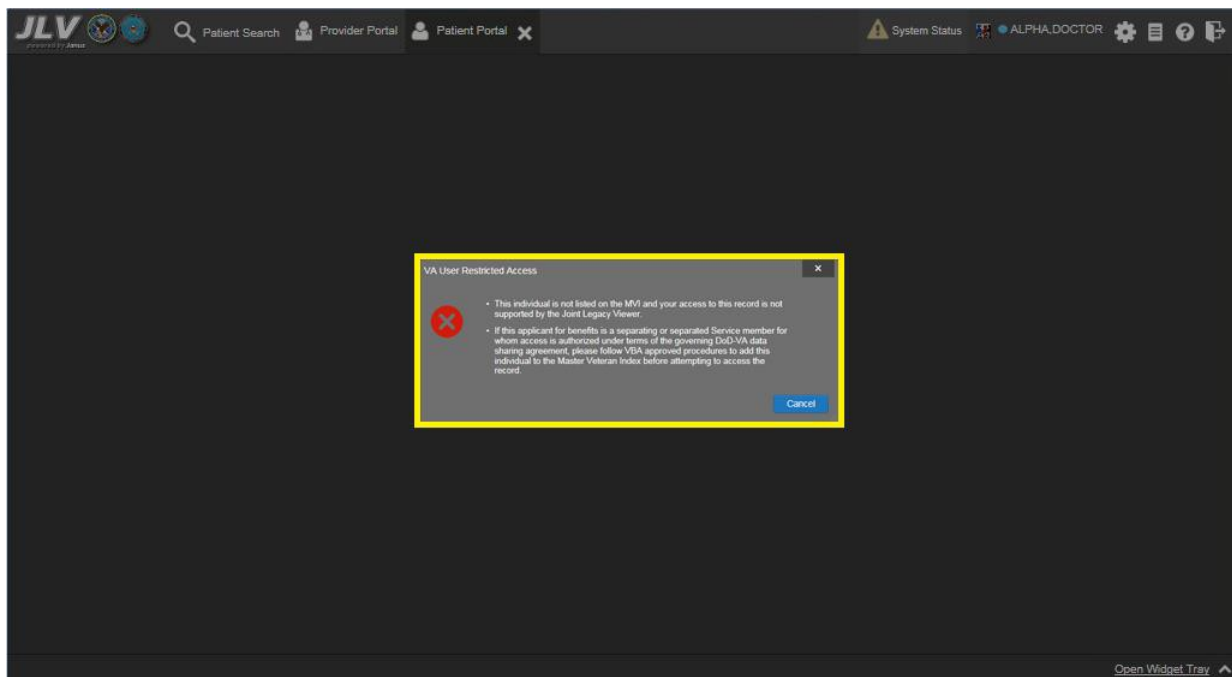 JLV Patient Search Provider Portal Patient Portal System Status ALPHA,DOCTOR
powered by Janus
VA User Restricted Access
• This individual is not listed on the MVI and your access to this record is not
supported by the Joint Legacy Viewer.
• If this applicant for benefits is a separating or separated Service member for
whom access is authorized under terms of the governing DoD-VA data
sharing agreement, please follow VBA approved procedures to add this
individual to the Master Veteran Index before attempting to access the
record.
Cancel
Open Widget Tray